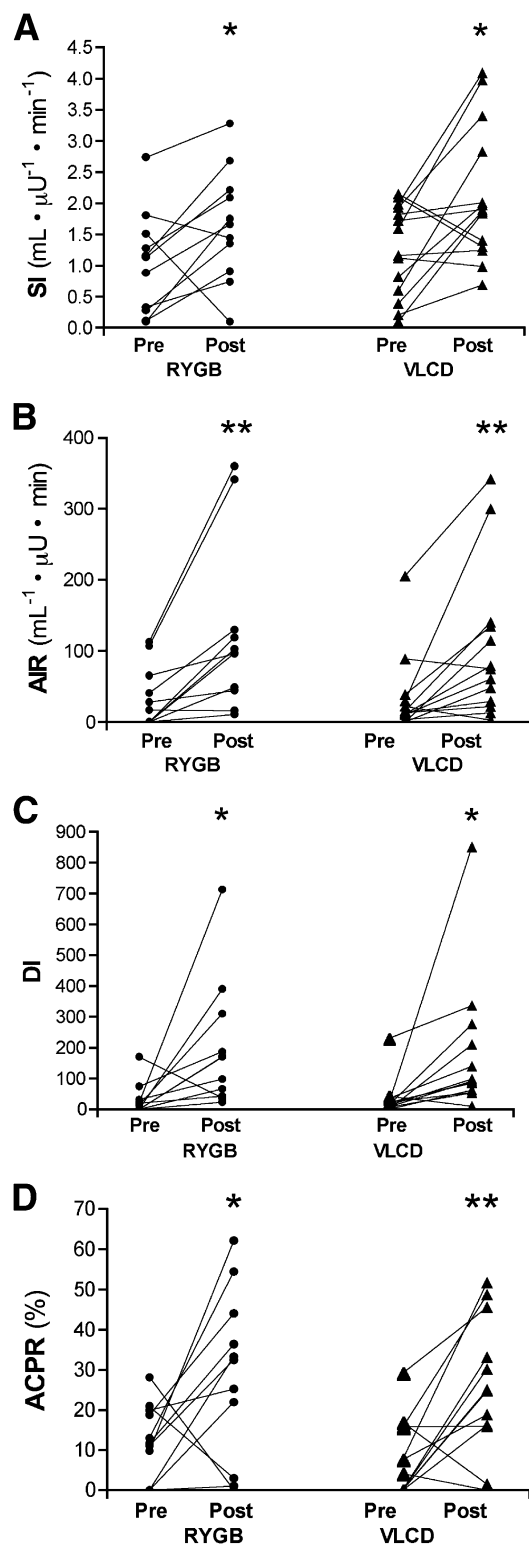 A
* *
SI (mL • μU-1 • min-1)
4.5
4.0
3.5
3.0
2.5
2.0
1.5
1.0
0.5
0.0
Pre Post Pre Post
RYGB VLCD
B
** **
AIR (mL-1 • μU • min)
400
300
200
100
0
Pre Post Pre Post
RYGB VLCD
C
* *
DI
900
800
700
600
500
400
300
200
100
0
Pre Post Pre Post
RYGB VLCD
D
* **
ACPR (%)
70
60
50
40
30
20
10
0
Pre Post Pre Post
RYGB VLCD